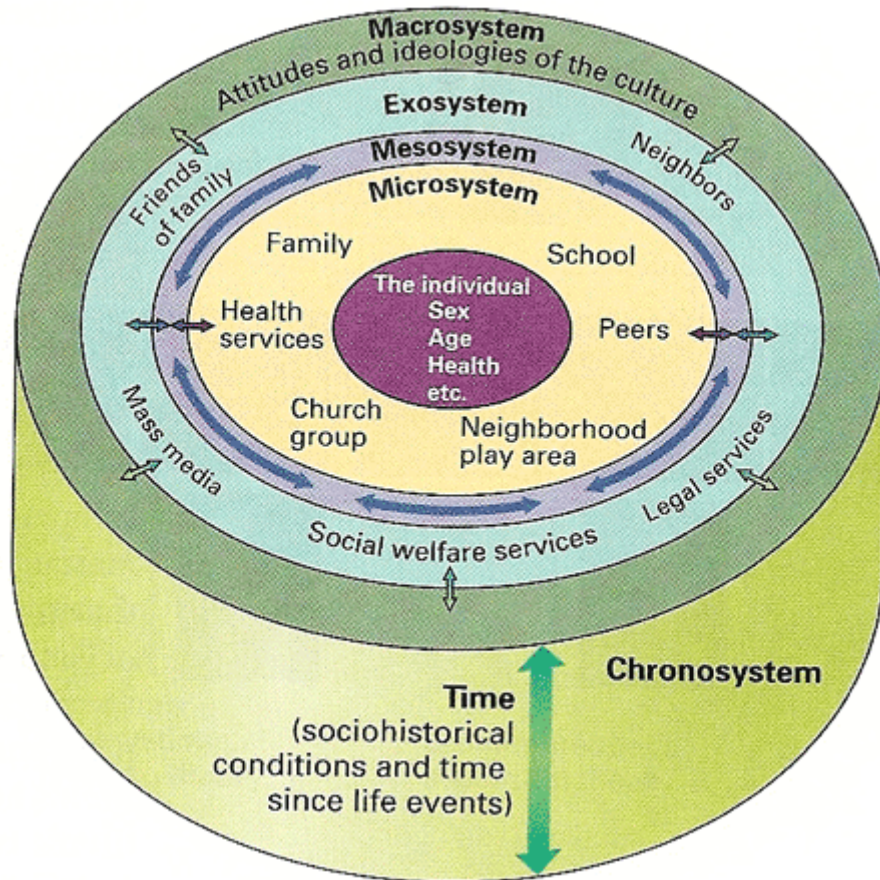 Macrosystem
Attitudes and ideologies of the culture
Exosystem
Mesosystem
Microsystem
Friends
of family
Neighbors
Family
School
The individual
Sex
Age
Health
etc.
Health
services
Peers
Church
group
Neighborhood
play area
Mass media
Legal services
Social welfare services
Chronosystem
Time
(sociohistorical
conditions and time
since life events)